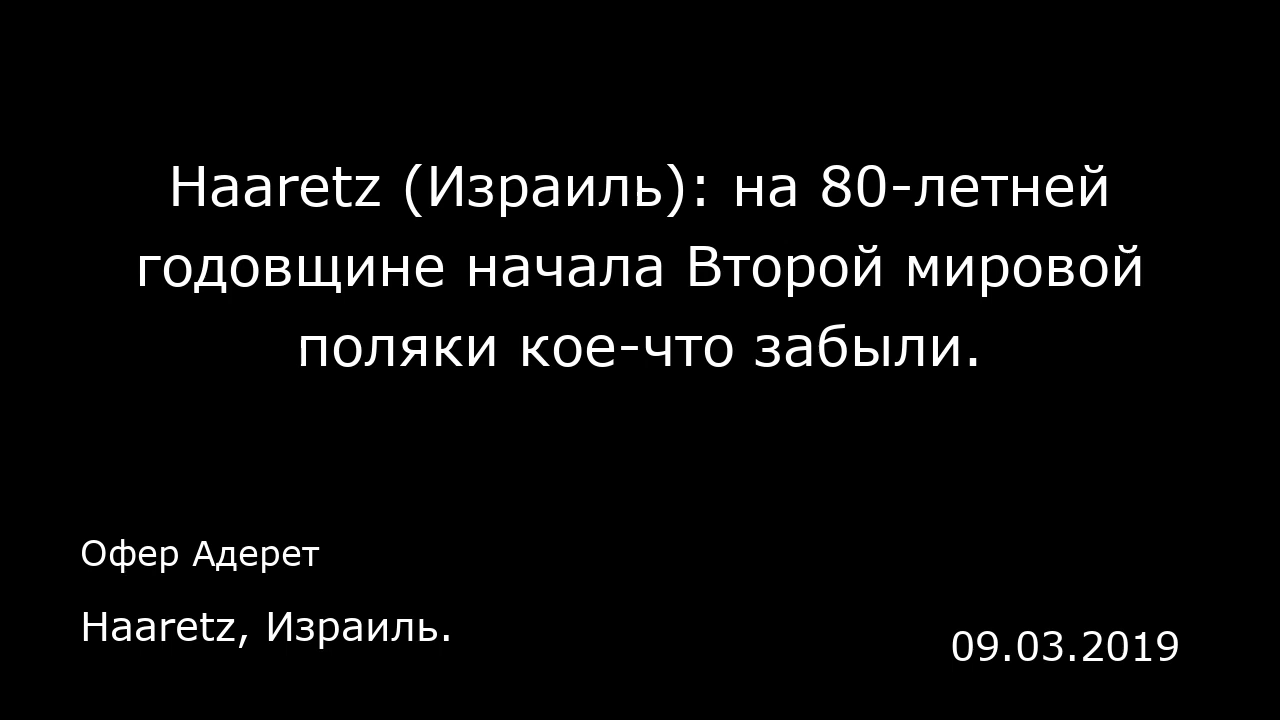 Haaretz (Израиль): на 80-летней
годовщине начала Второй мировой
поляки кое-что забыли.
Офер Адерет
Haaretz, Израиль.
09.03.2019